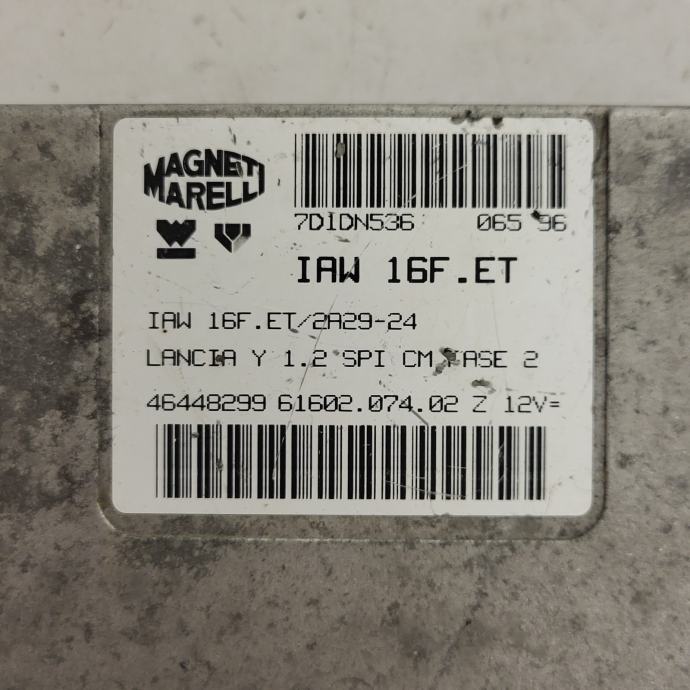 MAGNETI
MARELLI
7D1DN536 065 96
IAW 16F.ET
IAW 16F.ET/2A29-24
LANCIA Y 1.2 SPI CM FASE 2
46448299 61602.074.02 Z 12V=